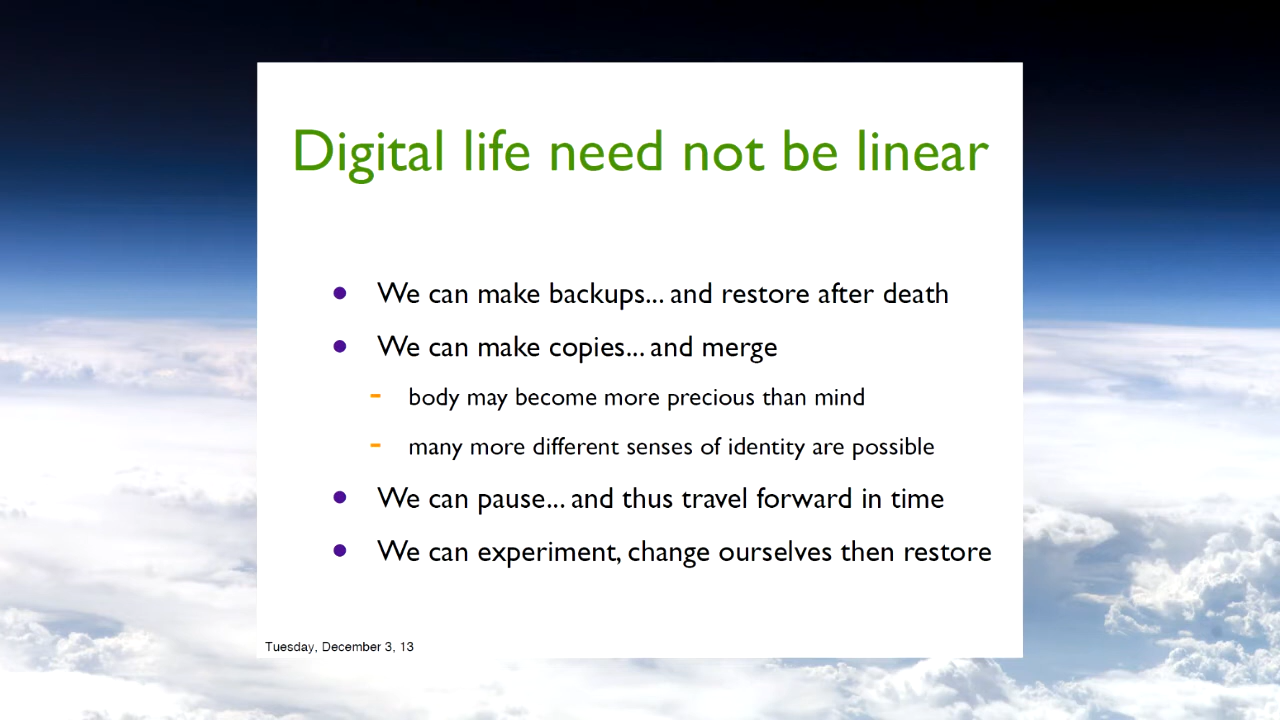 Digital life need not be linear
• We can make backups... and restore after death
• We can make copies... and merge
- body may become more precious than mind
- many more different senses of identity are possible
• We can pause... and thus travel forward in time
• We can experiment, change ourselves then restore
Tuesday, December 3, 13